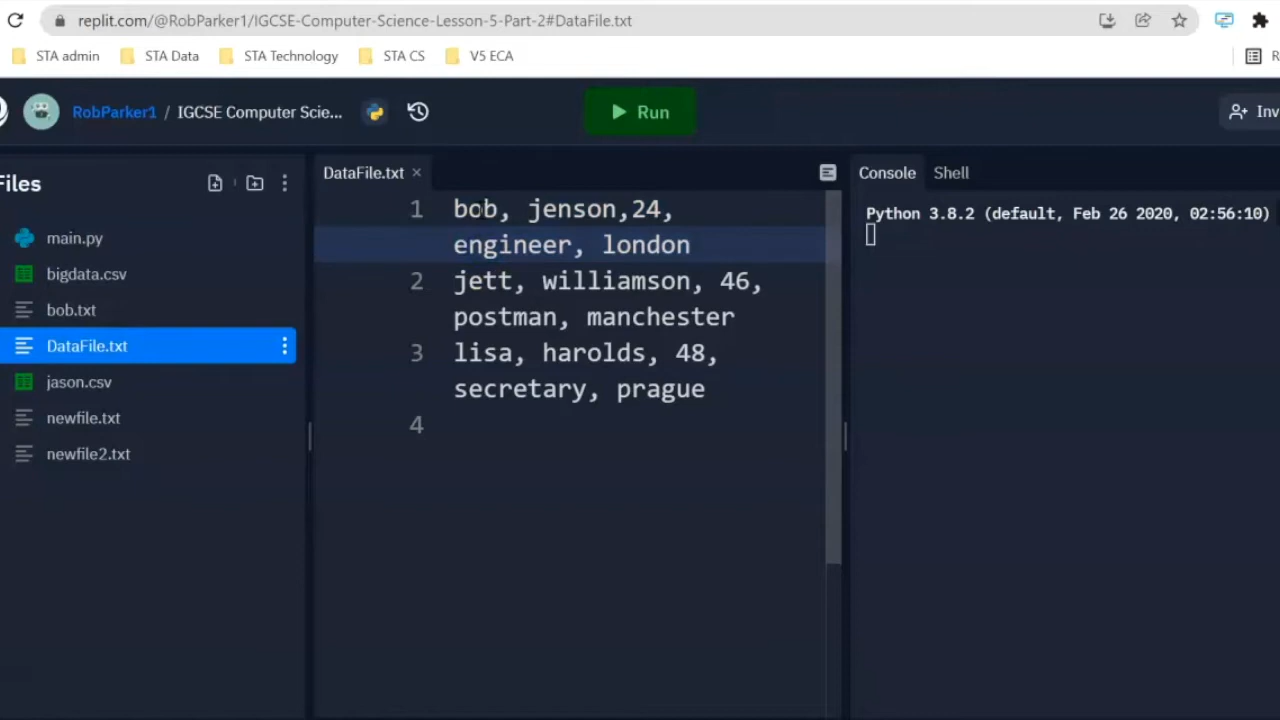 replit.com/@RobParker1/IGCSE-Computer-Science-Lesson-5-Part-2#DataFile.txt
STA admin STA Data STA Technology STA CS V5 ECA R
RobParker1 / IGCSE Computer Scie... Run Inv
Files DataFile.txt × Console Shell
1 bob, jenson,24,
engineer, london
2 jett, williamson, 46,
postman, manchester
3 lisa, harolds, 48,
secretary, prague
4
main.py
bigdata.csv
bob.txt
DataFile.txt
jason.csv
newfile.txt
newfile2.txt
Python 3.8.2 (default, Feb 26 2020, 02:56:10)